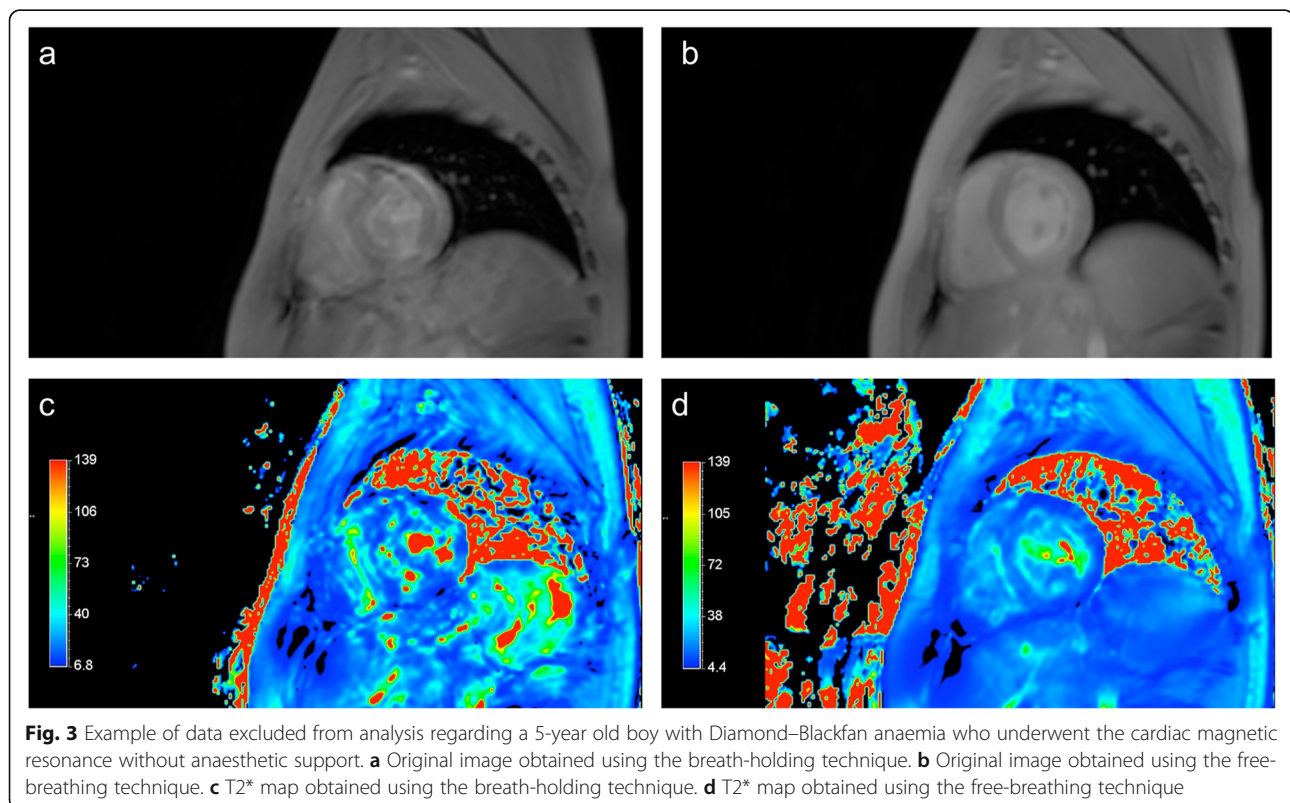 a
b
c
139
106
73
40
6.8
d
139
105
72
38
4.4
Fig. 3 Example of data excluded from analysis regarding a 5-year old boy with Diamond–Blackfan anaemia who underwent the cardiac magnetic
resonance without anaesthetic support. a Original image obtained using the breath-holding technique. b Original image obtained using the free-
breathing technique. c T2* map obtained using the breath-holding technique. d T2* map obtained using the free-breathing technique